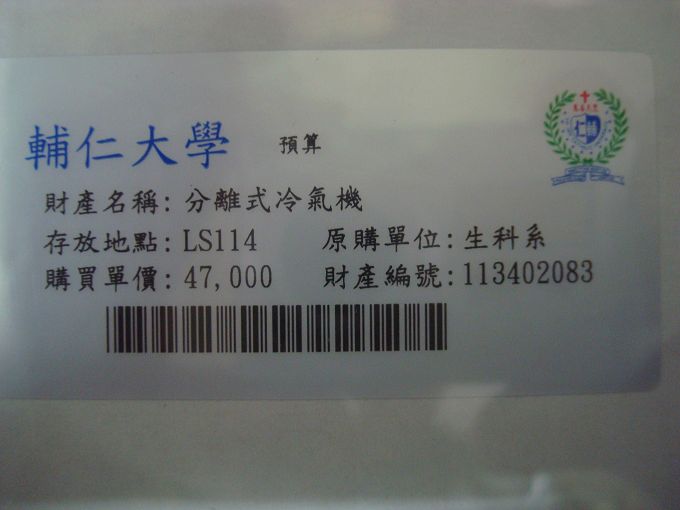 輔仁大學 預算
財產名稱: 分離式冷氣機
存放地點: LS114 原購單位: 生科系
購買單價: 47,000 財產編號: 113402083